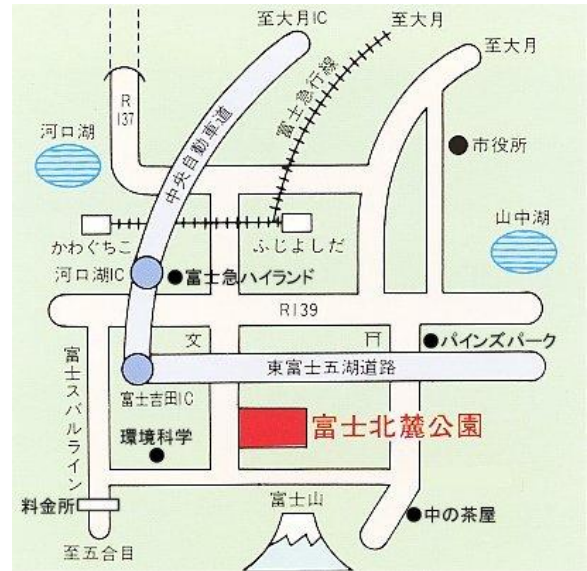 至大月IC
至大月
至大月
R
137
中央自動車道
富士急行線
河口湖
市役所
山中湖
かわぐちこ
ふじよしだ
河口湖IC
富士急ハイランド
R139
文
パインズパーク
東富士五湖道路
富士吉田IC
富士スバルライン
富士北麓公園
環境科学
料金所
富士山
中の茶屋
至五合目